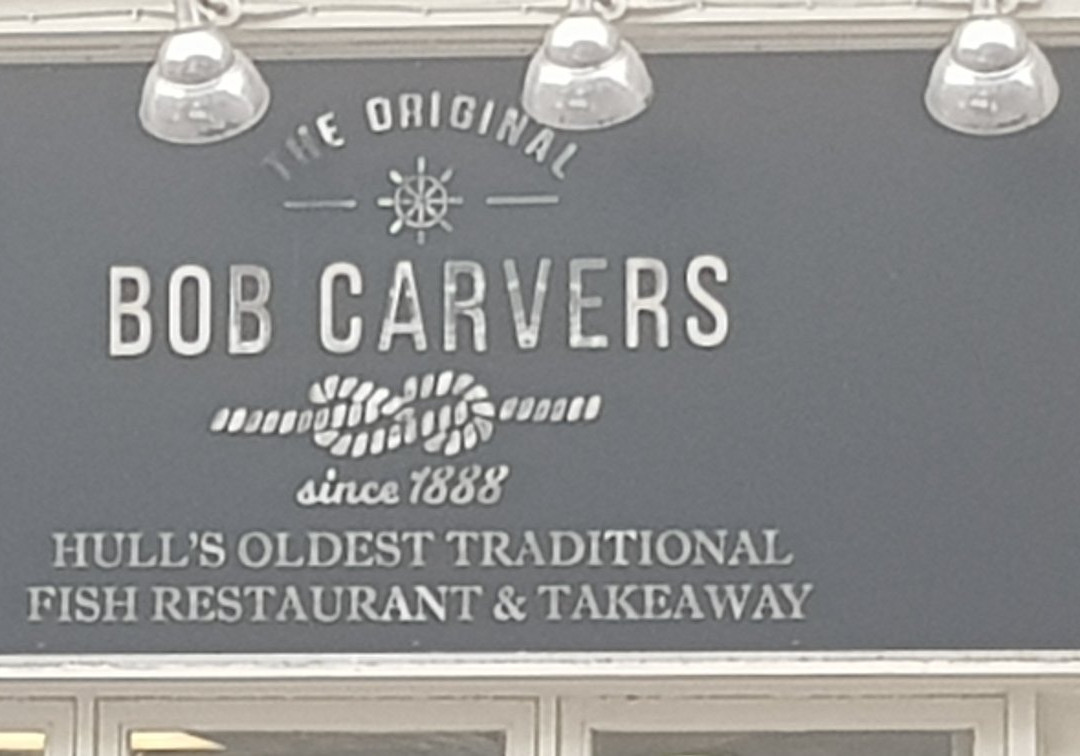 THE ORIGINAL
BOB CARVERS
since 1888
HULL'S OLDEST TRADITIONAL
FISH RESTAURANT & TAKEAWAY